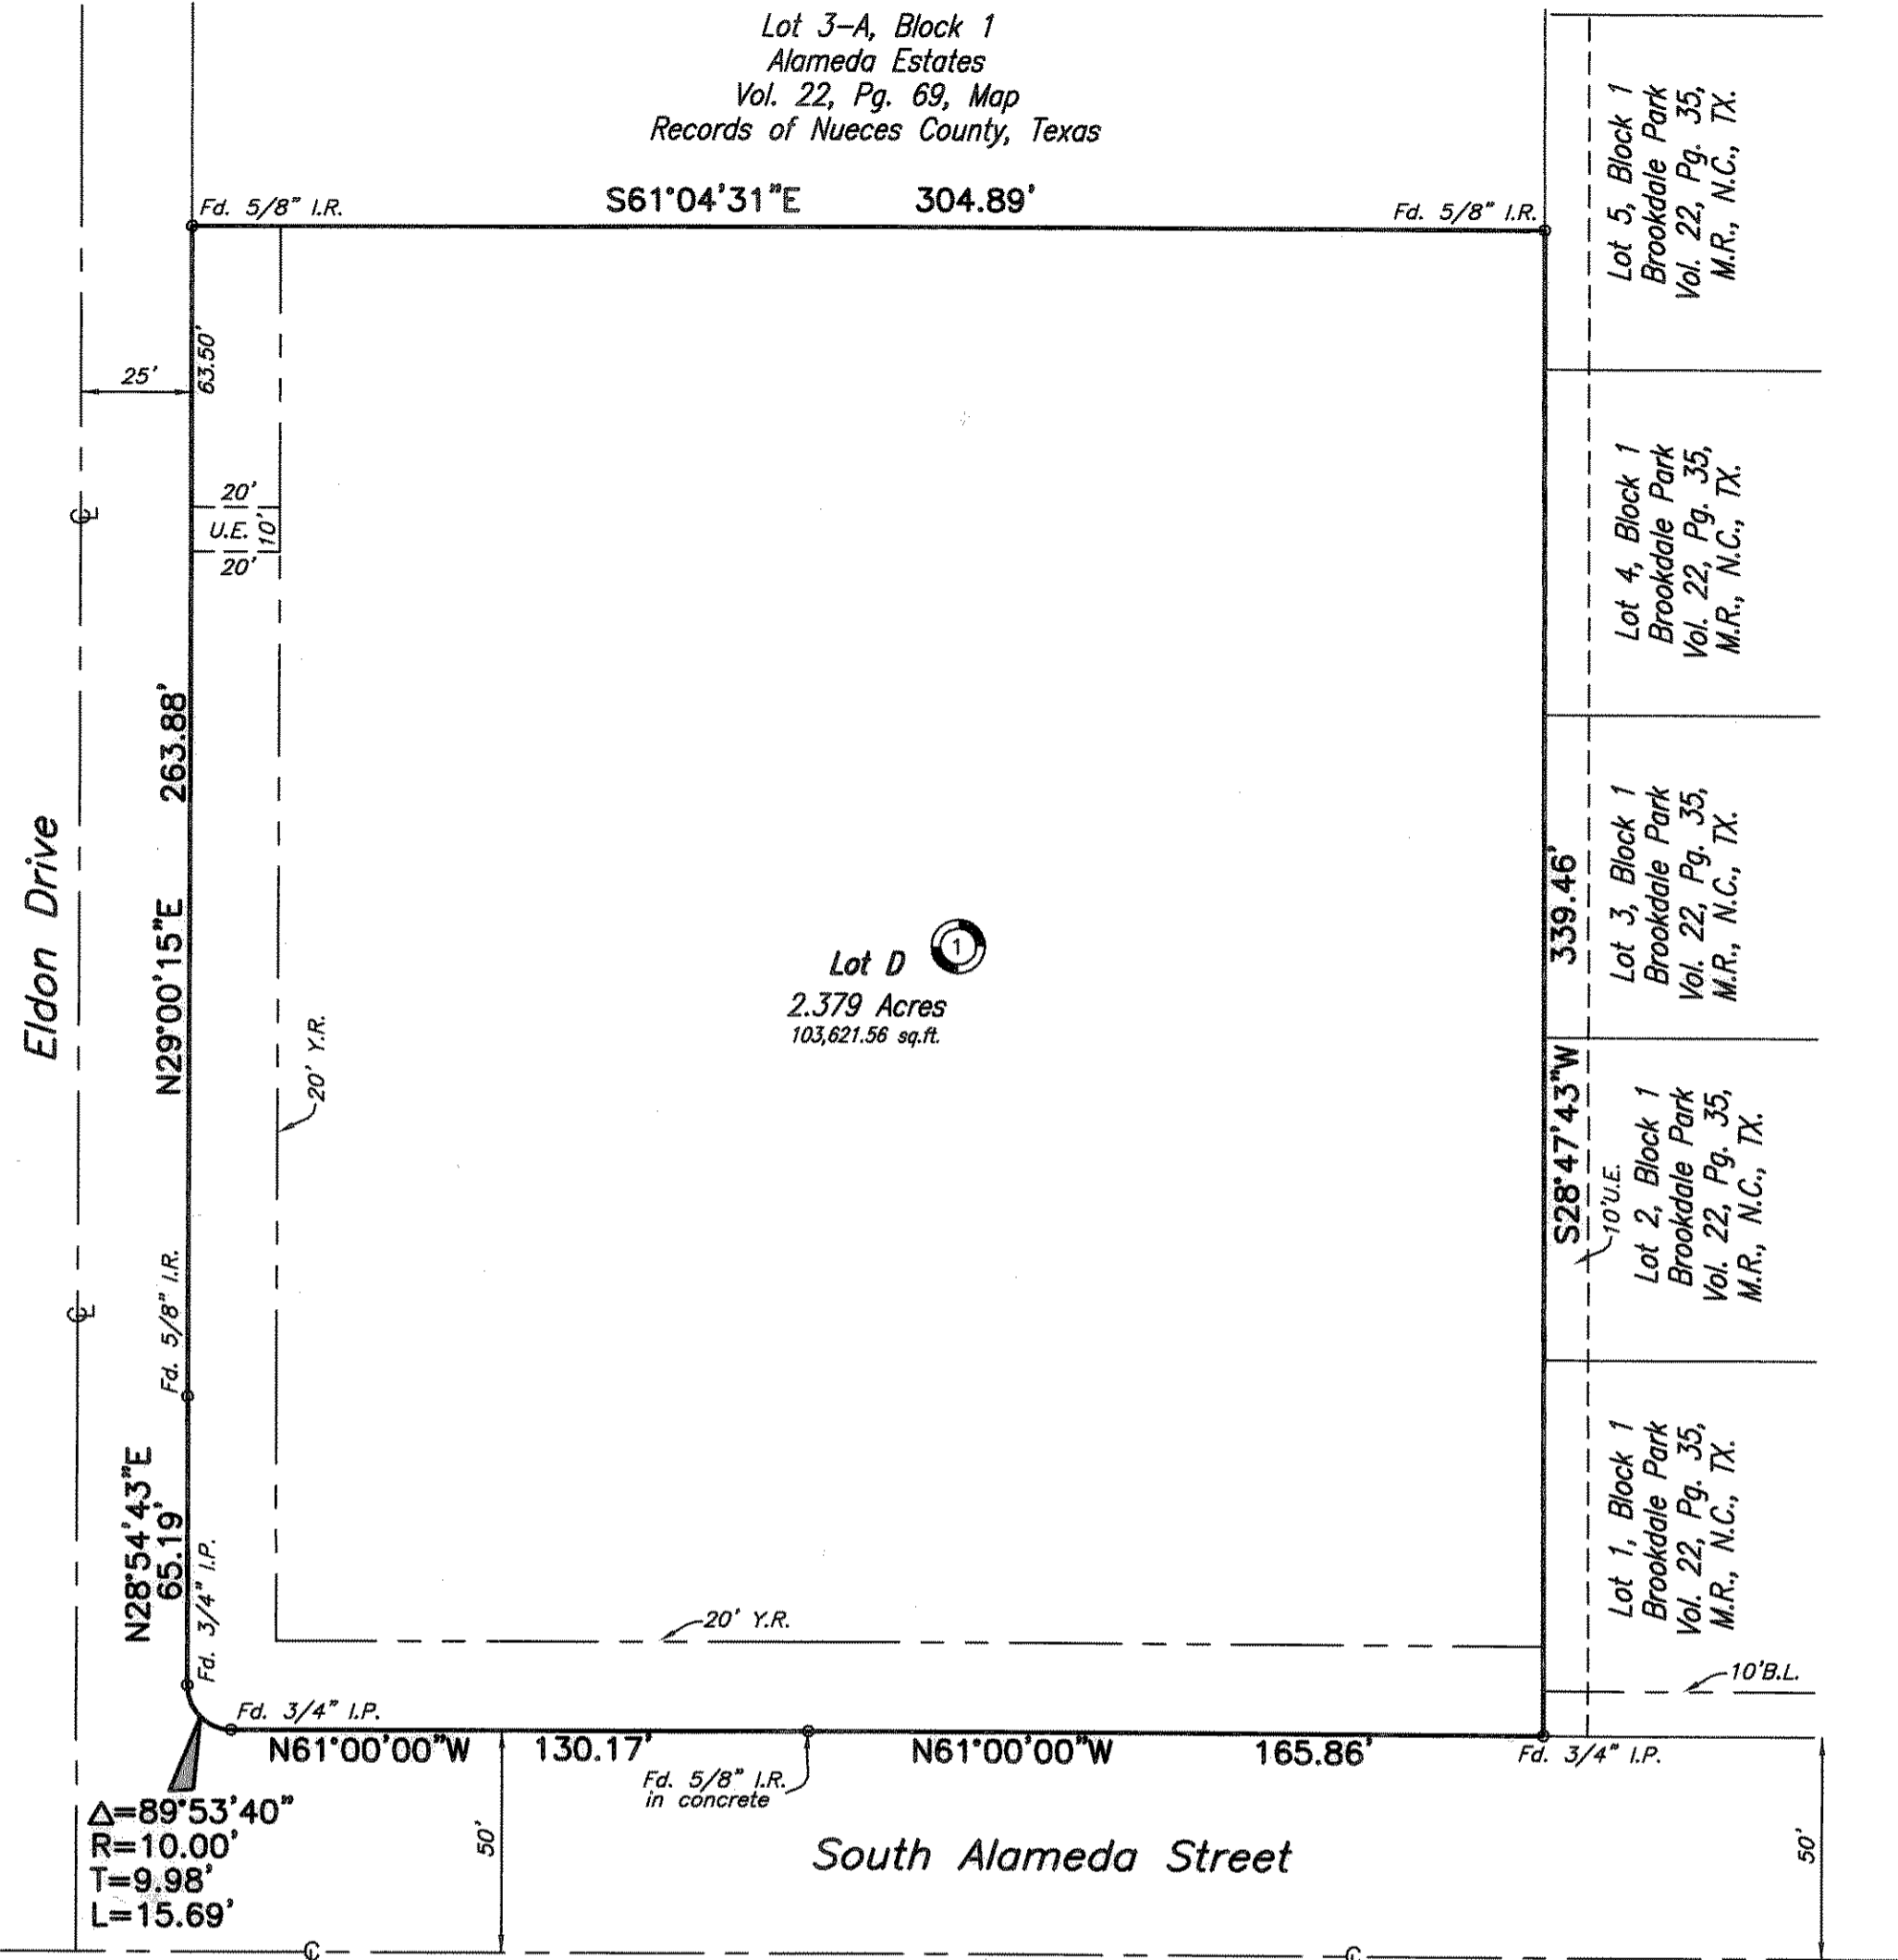 Lot 3-A, Block 1
Alameda Estates
Vol. 22, Pg. 69, Map
Records of Nueces County, Texas
S61°04'31"E 304.89'
Fd. 5/8" I.R.
Fd. 5/8" I.R.
63.50'
25'
20'
U.E. 10'
20'
263.88'
N29°00'15"E
Eldon Drive
20' Y.R.
Lot D 1
2.379 Acres
103,621.56 sq.ft.
339.46'
S28°47'43"W
10'U.E.
Lot 5, Block 1
Brookdale Park
Vol. 22, Pg. 35,
M.R., N.C., TX.
Lot 4, Block 1
Brookdale Park
Vol. 22, Pg. 35,
M.R., N.C., TX.
Lot 3, Block 1
Brookdale Park
Vol. 22, Pg. 35,
M.R., N.C., TX.
Lot 2, Block 1
Brookdale Park
Vol. 22, Pg. 35,
M.R., N.C., TX.
Lot 1, Block 1
Brookdale Park
Vol. 22, Pg. 35,
M.R., N.C., TX.
Fd. 5/8" I.R.
N28°54'43"E
65.19'
Fd. 3/4" I.P.
20' Y.R.
10'B.L.
Fd. 3/4" I.P.
N61°00'00"W 130.17'
N61°00'00"W 165.86'
Fd. 3/4" I.P.
Fd. 5/8" I.R.
in concrete
Δ=89°53'40"
R=10.00'
T=9.98'
L=15.69'
50'
South Alameda Street
50'